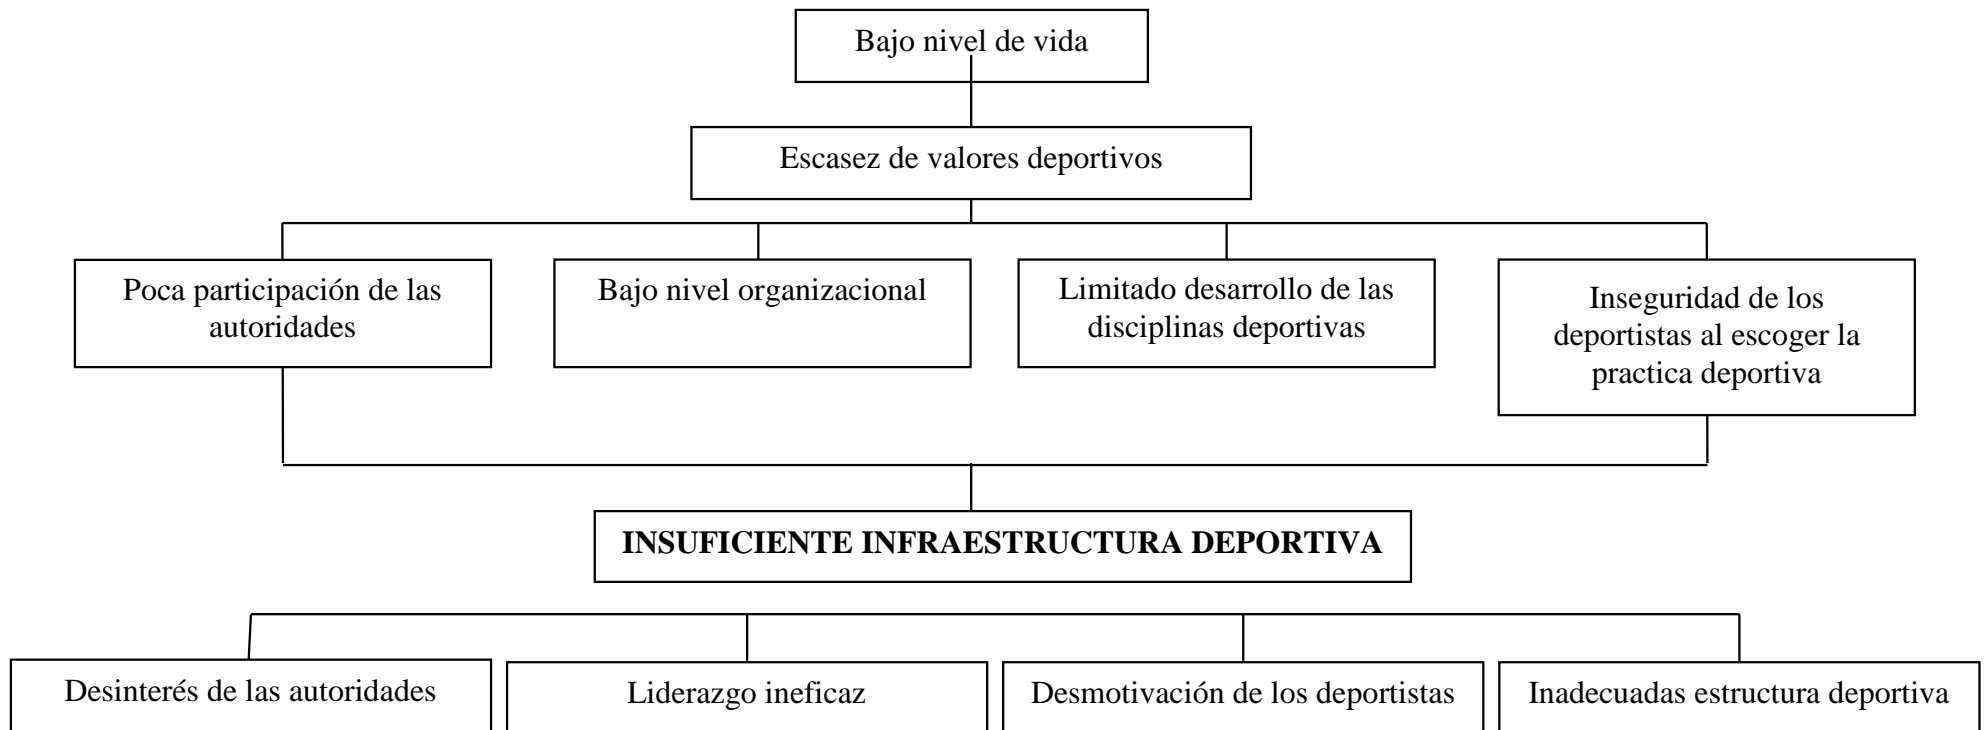 Bajo nivel de vida
Escasez de valores deportivos
Poca participación de las
autoridades
Bajo nivel organizacional
Limitado desarrollo de las
disciplinas deportivas
Inseguridad de los
deportistas al escoger la
practica deportiva
INSUFICIENTE INFRAESTRUCTURA DEPORTIVA
Desinterés de las autoridades
Liderazgo ineficaz
Desmotivación de los deportistas
Inadecuadas estructura deportiva